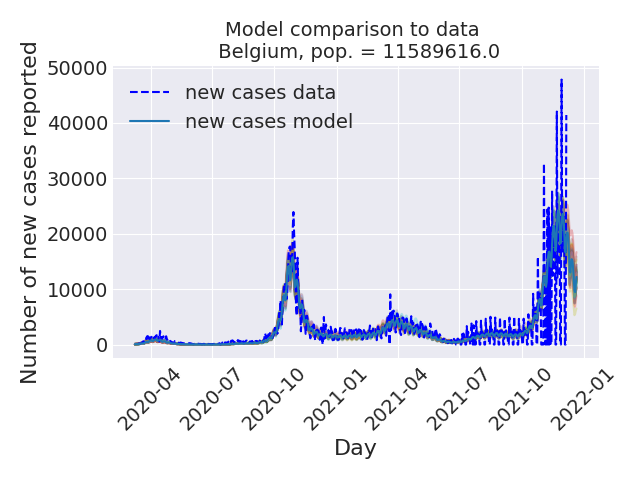 Model comparison to data
Belgium, pop. = 11589616.0
Number of new cases reported
50000
40000
30000
20000
10000
0
new cases data
new cases model
2020-04
2020-07
2020-10
2021-01
2021-04
2021-07
2021-10
2022-01
Day